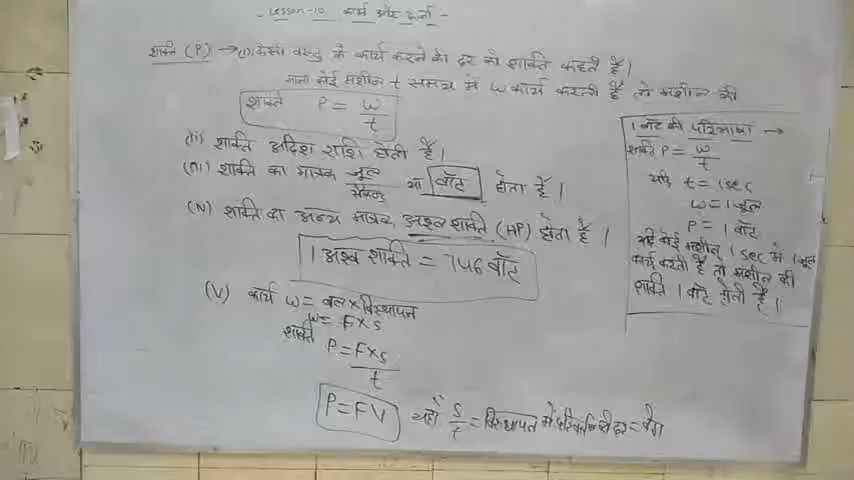 Lesson-10 कार्य और ऊर्जा
शक्ति (P) → (i) किसी वस्तु के कार्य करने की दर को शक्ति कहते है।
माना कोई मशीन t समय में W कार्य करती है तो मशीन की
शक्ति P = W/t
(ii) शक्ति अदिश राशि होती है।
(iii) शक्ति का मात्रक जूल/सेकण्ड या वॉट होता है।
(iv) शक्ति का अन्य मात्रक अश्व शक्ति (HP) होता है।
1 अश्व शक्ति = 746 वॉट
(v) कार्य W = बल × विस्थापन
W = F×s
शक्ति P = F×s/t
P = FV यहाँ s/t = विस्थापन में परिवर्तन की दर = वेग
1 वॉट की परिभाषा →
शक्ति P = W/t
यदि t = 1 sec
W = 1 जूल
P = 1 वॉट
यदि कोई मशीन 1 sec में 1 जूल
कार्य करती है तो मशीन की
शक्ति 1 वॉट होती है।